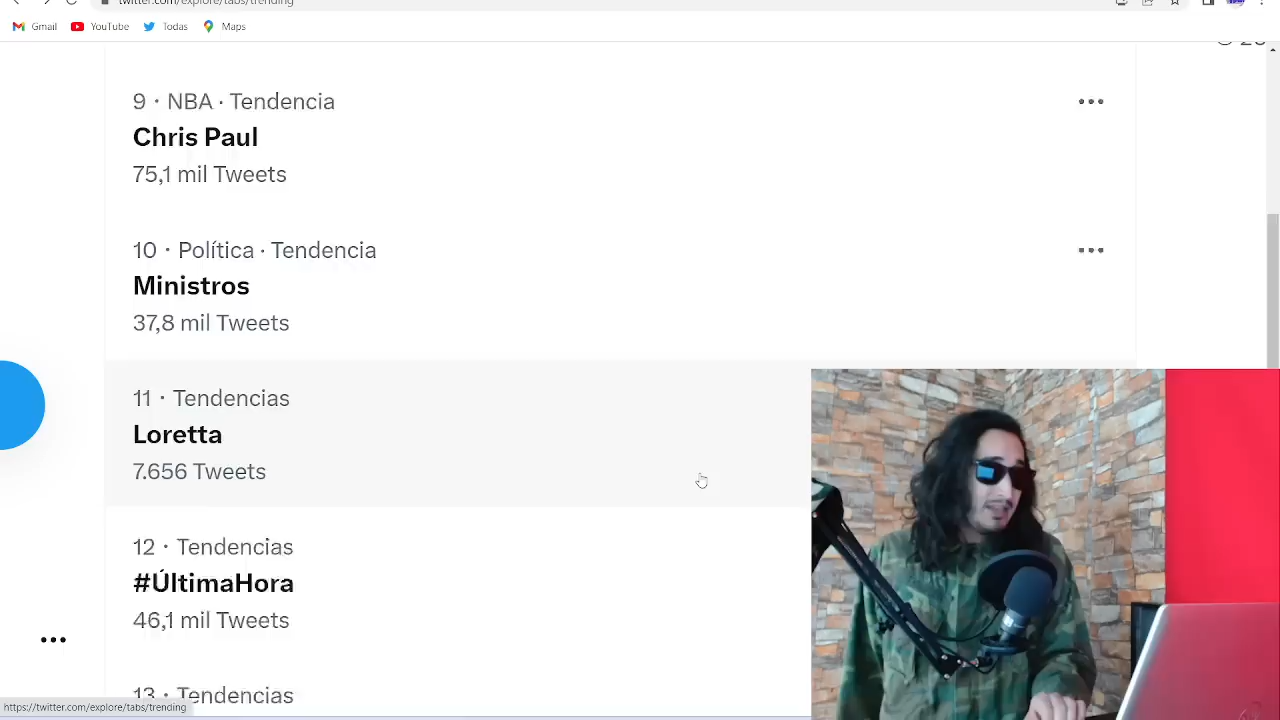 twitter.com/explore/tabs/trending
Gmail
YouTube
Todas
Maps
9 · NBA · Tendencia
Chris Paul
75,1 mil Tweets
10 · Política · Tendencia
Ministros
37,8 mil Tweets
11 · Tendencias
Loretta
7.656 Tweets
12 · Tendencias
#ÚltimaHora
46,1 mil Tweets
13 · Tendencias
https://twitter.com/explore/tabs/trending